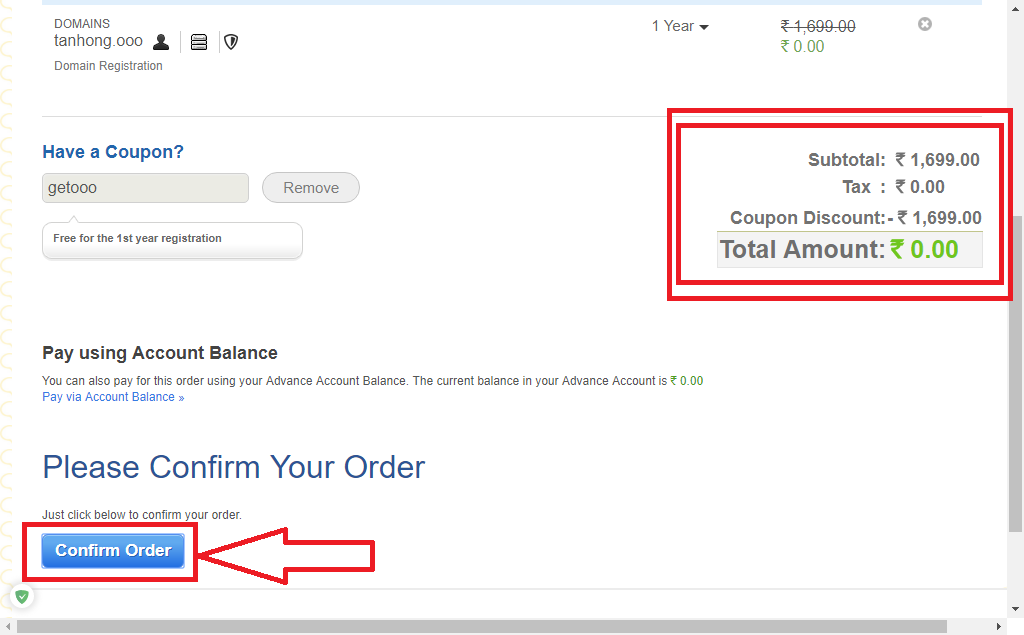 DOMAINS
tanhong.ooo
Domain Registration
1 Year
₹ 1,699.00
₹ 0.00
Have a Coupon?
getooo
Remove
Free for the 1st year registration
Subtotal: ₹ 1,699.00
Tax : ₹ 0.00
Coupon Discount:- ₹ 1,699.00
Total Amount: ₹ 0.00
Pay using Account Balance
You can also pay for this order using your Advance Account Balance. The current balance in your Advance Account is ₹ 0.00
Pay via Account Balance »
Please Confirm Your Order
Just click below to confirm your order.
Confirm Order